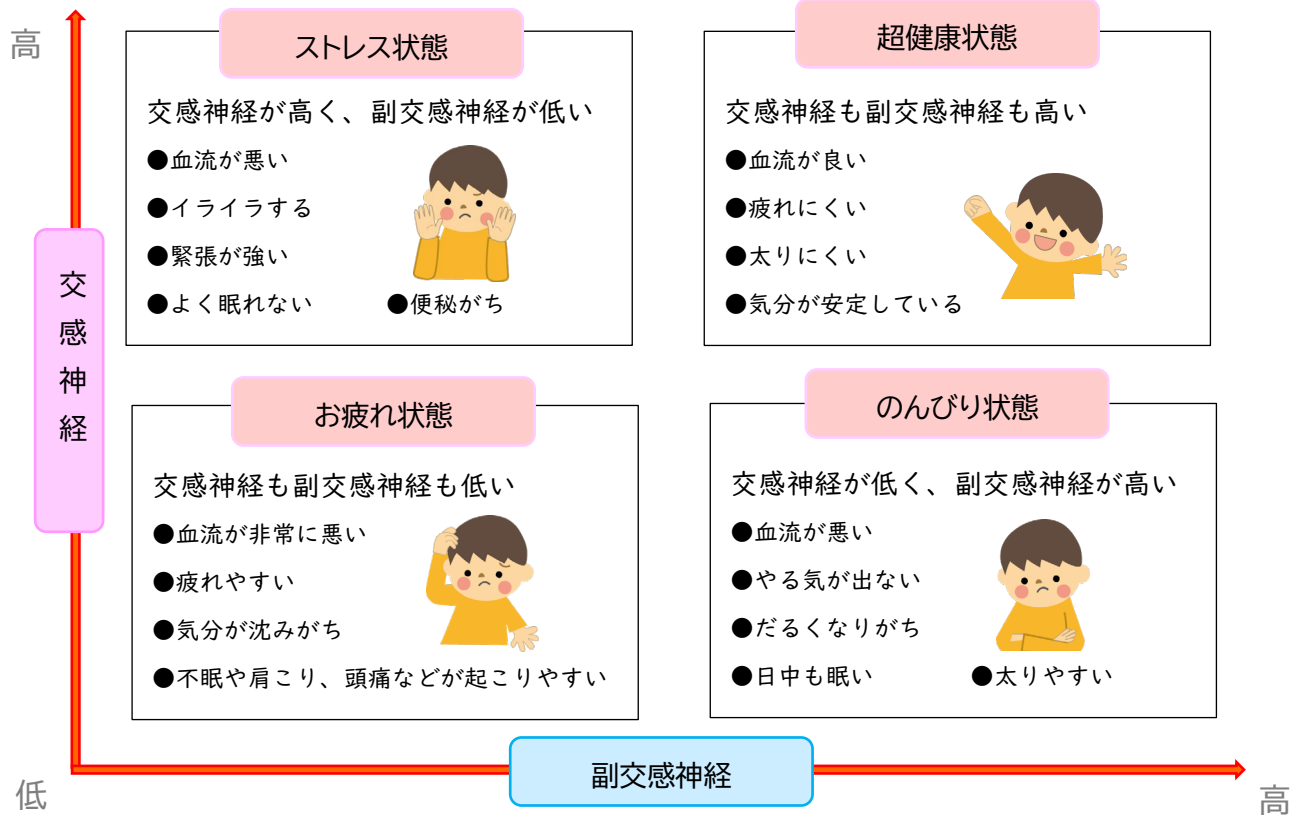 高
ストレス状態
交感神経が高く、副交感神経が低い
●血流が悪い
●イライラする
●緊張が強い
●よく眠れない ●便秘がち
超健康状態
交感神経も副交感神経も高い
●血流が良い
●疲れにくい
●太りにくい
●気分が安定している
交感神経
お疲れ状態
交感神経も副交感神経も低い
●血流が非常に悪い
●疲れやすい
●気分が沈みがち
●不眠や肩こり、頭痛などが起こりやすい
のんびり状態
交感神経が低く、副交感神経が高い
●血流が悪い
●やる気が出ない
●だるくなりがち
●日中も眠い ●太りやすい
低
副交感神経
高